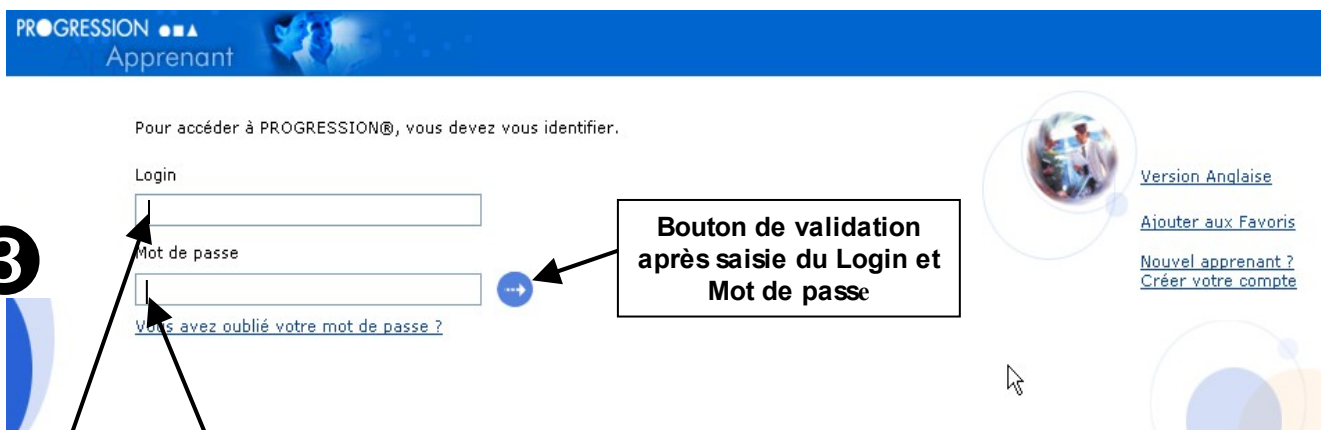 PROGRESSION
Apprenant
Pour accéder à PROGRESSION®, vous devez vous identifier.
Login
Mot de passe
3
Vous avez oublié votre mot de passe ?
Bouton de validation
après saisie du Login et
Mot de passe
Version Anglaise
Ajouter aux Favoris
Nouvel apprenant ?
Créer votre compte